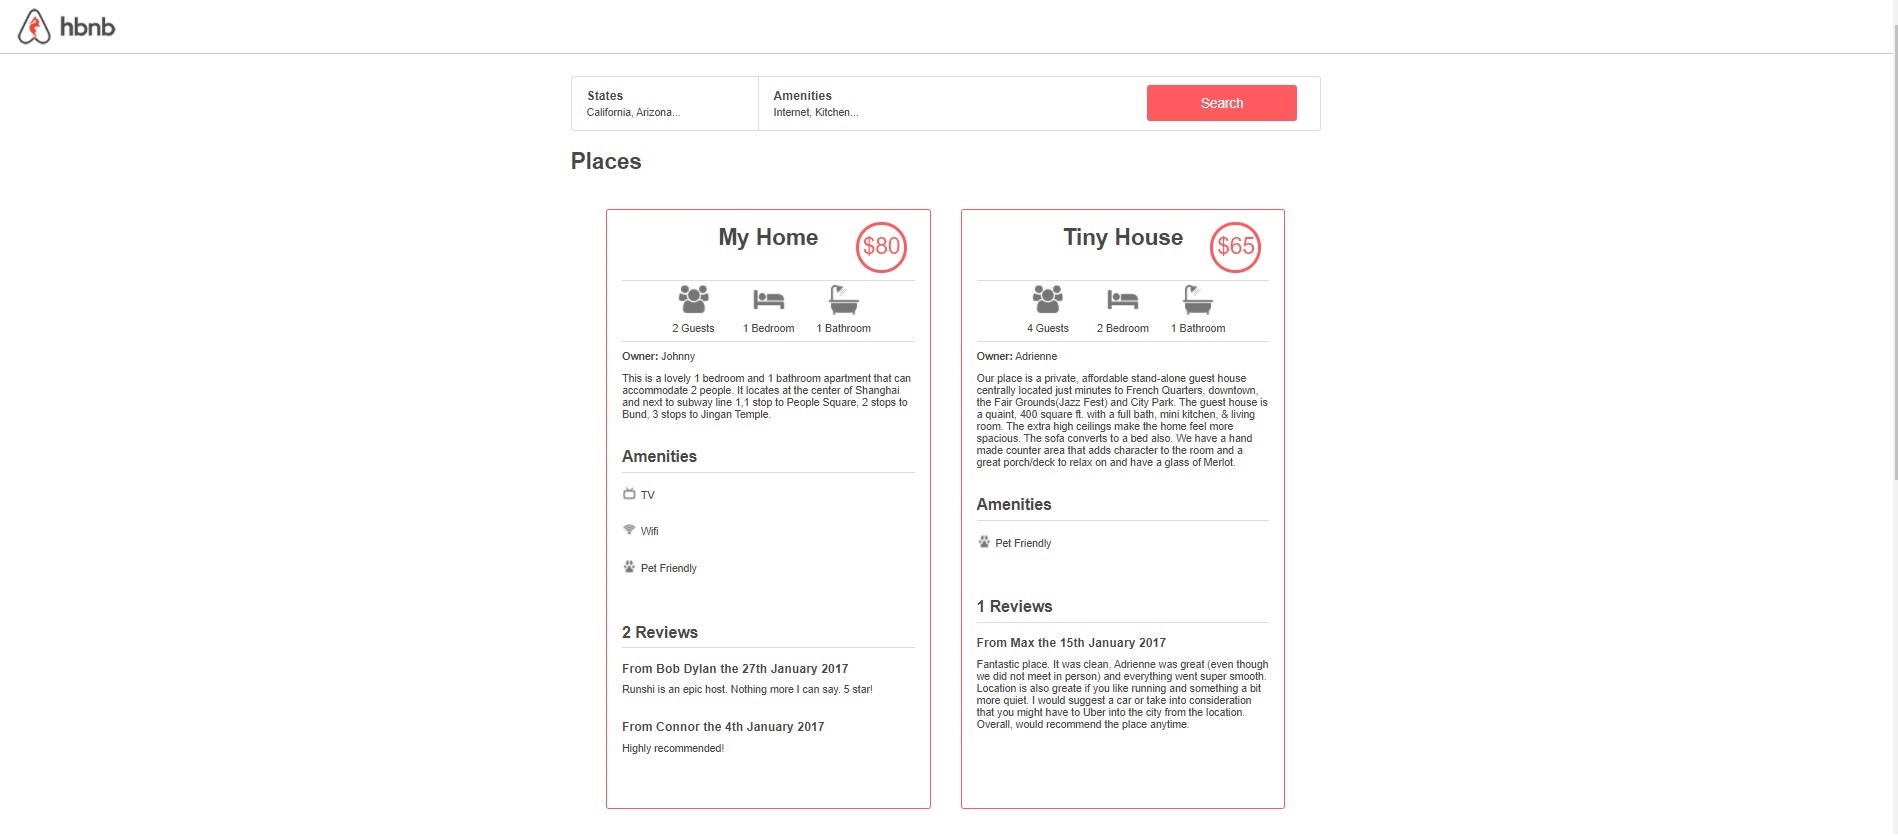 hbnb
States
California, Arizona...
Amenities
Internet, Kitchen...
Search
Places
My Home
$80
2 Guests
1 Bedroom
1 Bathroom
Owner: Johnny
This is a lovely 1 bedroom and 1 bathroom apartment that can
accommodate 2 people. It locates at the center of Shanghai
and next to subway line 1,1 stop to People Square, 2 stops to
Bund, 3 stops to Jingan Temple.
Amenities
TV
Wifi
Pet Friendly
2 Reviews
From Bob Dylan the 27th January 2017
Runshi is an epic host. Nothing more I can say. 5 star!
From Connor the 4th January 2017
Highly recommended!
Tiny House
$65
4 Guests
2 Bedroom
1 Bathroom
Owner: Adrienne
Our place is a private, affordable stand-alone guest house
centrally located just minutes to French Quarters, downtown,
the Fair Grounds(Jazz Fest) and City Park. The guest house is
a quaint, 400 square ft. with a full bath, mini kitchen, & living
room. The extra high ceilings make the home feel more
spacious. The sofa converts to a bed also. We have a hand
made counter area that adds character to the room and a
great porch/deck to relax on and have a glass of Merlot.
Amenities
Pet Friendly
1 Reviews
From Max the 15th January 2017
Fantastic place. It was clean, Adrienne was great (even though
we did not meet in person) and everything went super smooth.
Location is also greate if you like running and something a bit
more quiet. I would suggest a car or take into consideration
that you might have to Uber into the city from the location.
Overall, would recommend the place anytime.